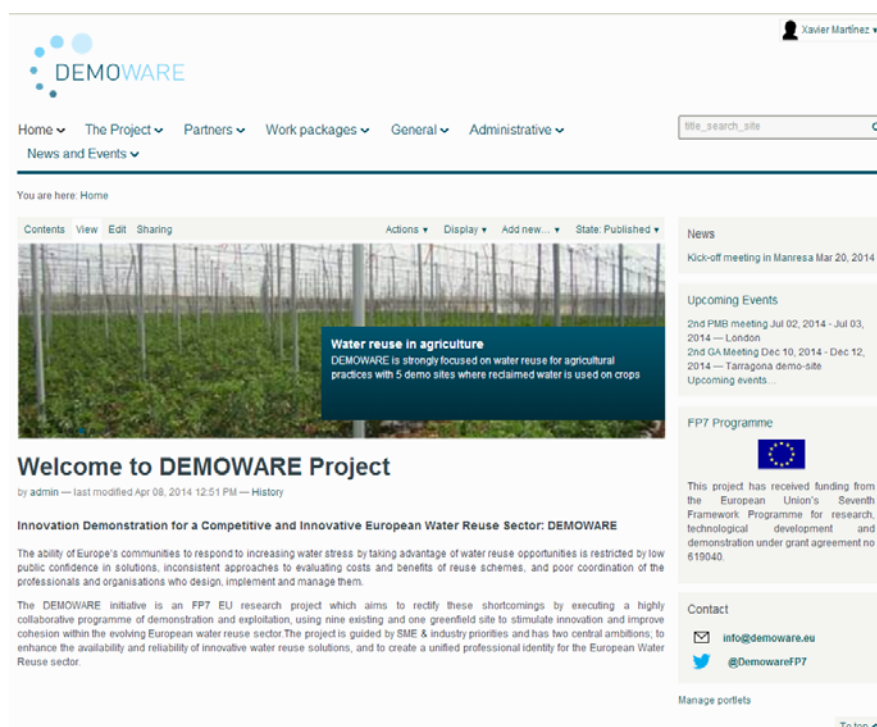 Xavier Martínez
DEMOWARE
Home The Project Partners Work packages General Administrative
News and Events
title_search_site
You are here: Home
Contents View Edit Sharing Actions Display Add new... State: Published
Water reuse in agriculture
DEMOWARE is strongly focused on water reuse for agricultural
practices with 5 demo sites where reclaimed water is used on crops
Welcome to DEMOWARE Project
by admin — last modified Apr 08, 2014 12:51 PM — History
Innovation Demonstration for a Competitive and Innovative European Water Reuse Sector: DEMOWARE
The ability of Europe's communities to respond to increasing water stress by taking advantage of water reuse opportunities is restricted by low
public confidence in solutions, inconsistent approaches to evaluating costs and benefits of reuse schemes, and poor coordination of the
professionals and organisations who design, implement and manage them.
The DEMOWARE initiative is an FP7 EU research project which aims to rectify these shortcomings by executing a highly
collaborative programme of demonstration and exploitation, using nine existing and one greenfield site to stimulate innovation and improve
cohesion within the evolving European water reuse sector.The project is guided by SME & industry priorities and has two central ambitions; to
enhance the availability and reliability of innovative water reuse solutions, and to create a unified professional identity for the European Water
Reuse sector.
News
Kick-off meeting in Manresa Mar 20, 2014
Upcoming Events
2nd PMB meeting Jul 02, 2014 - Jul 03,
2014 — London
2nd GA Meeting Dec 10, 2014 - Dec 12,
2014 — Tarragona demo-site
Upcoming events...
FP7 Programme
This project has received funding from
the European Union's Seventh
Framework Programme for research,
technological development and
demonstration under grant agreement no
619040.
Contact
info@demoware.eu
@DemowareFP7
Manage portlets
To top